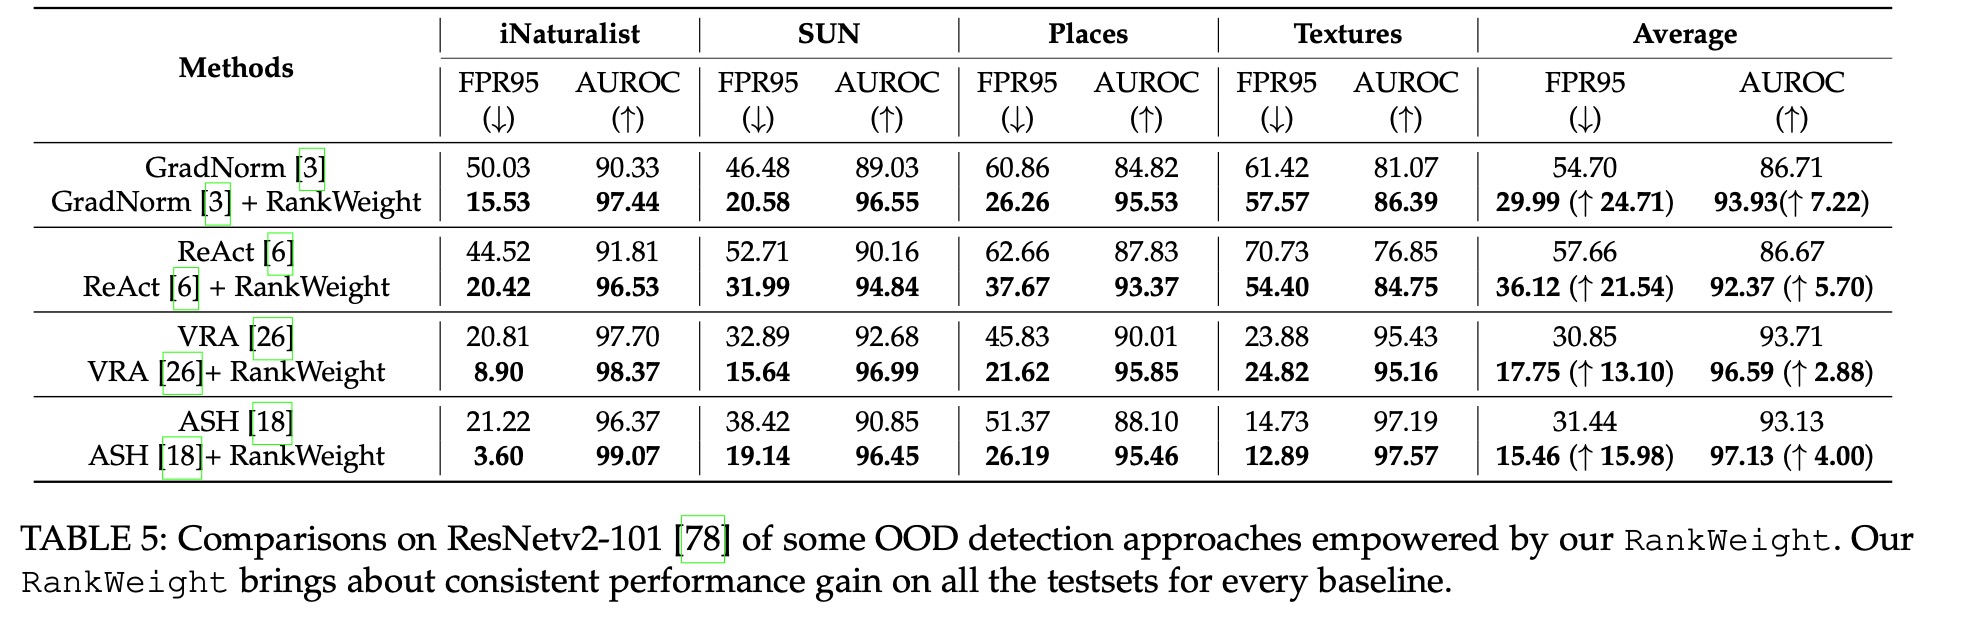 Methods iNaturalist SUN Places Textures Average
FPR95 AUROC FPR95 AUROC FPR95 AUROC FPR95 AUROC FPR95 AUROC
(↓) (↑) (↓) (↑) (↓) (↑) (↓) (↑) (↓) (↑)
GradNorm [3] 50.03 90.33 46.48 89.03 60.86 84.82 61.42 81.07 54.70 86.71
GradNorm [3] + RankWeight 15.53 97.44 20.58 96.55 26.26 95.53 57.57 86.39 29.99 (↑ 24.71) 93.93(↑ 7.22)
ReAct [6] 44.52 91.81 52.71 90.16 62.66 87.83 70.73 76.85 57.66 86.67
ReAct [6] + RankWeight 20.42 96.53 31.99 94.84 37.67 93.37 54.40 84.75 36.12 (↑ 21.54) 92.37 (↑ 5.70)
VRA [26] 20.81 97.70 32.89 92.68 45.83 90.01 23.88 95.43 30.85 93.71
VRA [26]+ RankWeight 8.90 98.37 15.64 96.99 21.62 95.85 24.82 95.16 17.75 (↑ 13.10) 96.59 (↑ 2.88)
ASH [18] 21.22 96.37 38.42 90.85 51.37 88.10 14.73 97.19 31.44 93.13
ASH [18]+ RankWeight 3.60 99.07 19.14 96.45 26.19 95.46 12.89 97.57 15.46 (↑ 15.98) 97.13 (↑ 4.00)
TABLE 5: Comparisons on ResNetv2-101 [78] of some OOD detection approaches empowered by our RankWeight. Our
RankWeight brings about consistent performance gain on all the testsets for every baseline.